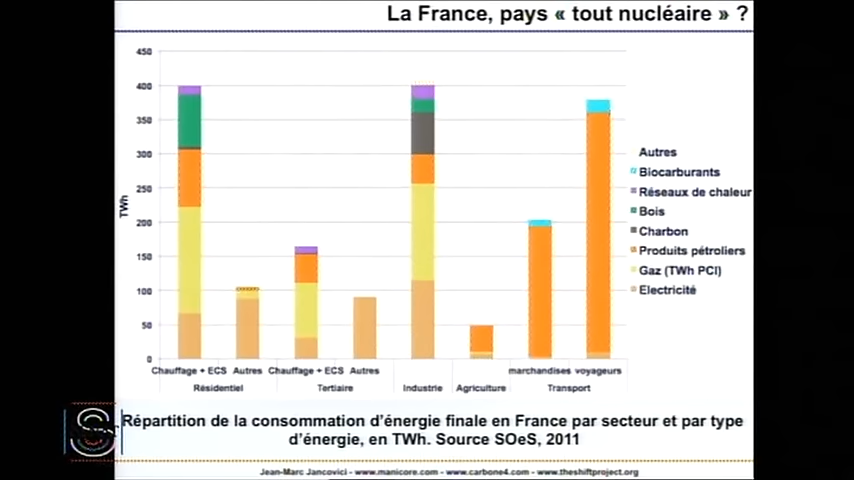 La France, pays « tout nucléaire » ?
450
400
350
300
250
200
150
100
50
0
TWh
Chauffage + ECS Autres Chauffage + ECS Autres marchandises voyageurs
Résidentiel Tertiaire Industrie Agriculture Transport
Autres
Biocarburants
Réseaux de chaleur
Bois
Charbon
Produits pétroliers
Gaz (TWh PCI)
Electricité
Répartition de la consommation d'énergie finale en France par secteur et par type
d'énergie, en TWh. Source SOeS, 2011
Jean-Marc Jancovici - www.manicore.com - www.carbone4.com - www.theshiftproject.org